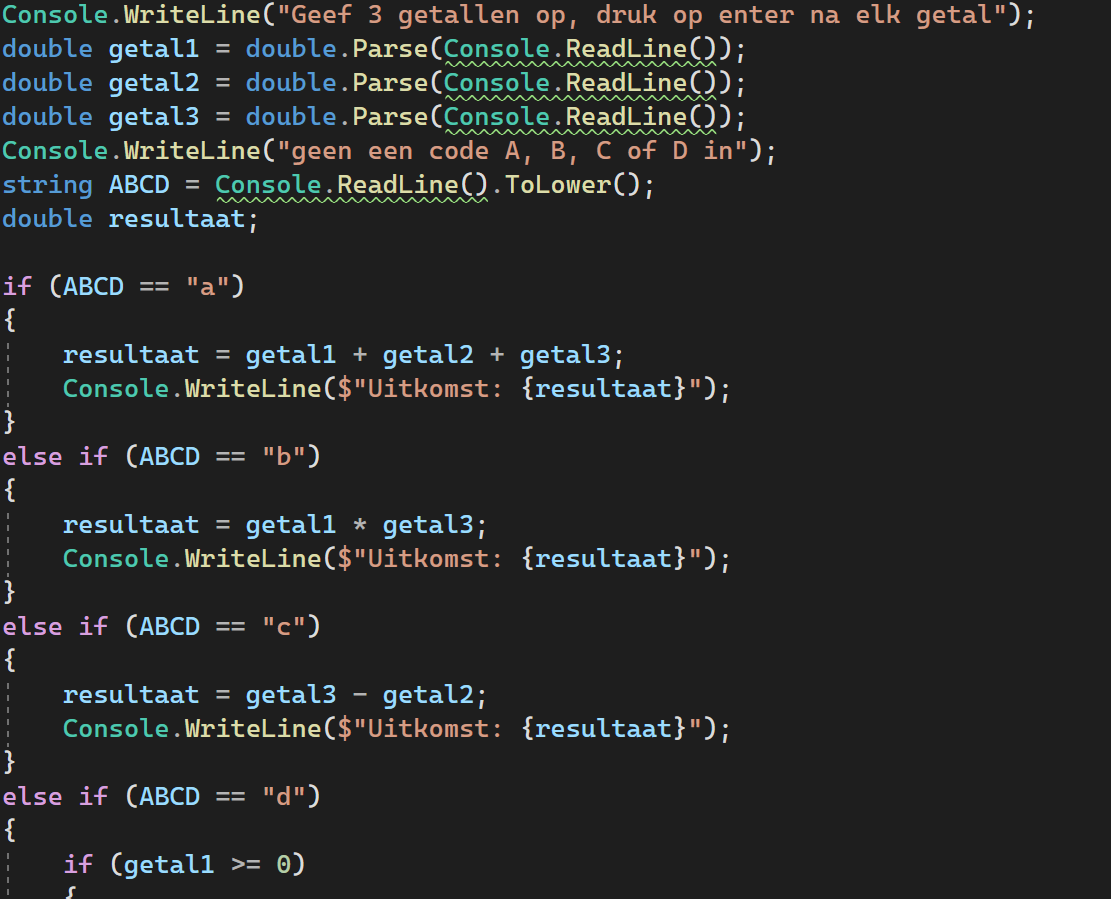 Console.WriteLine("Geef 3 getallen op, druk op enter na elk getal");
double getal1 = double.Parse(Console.ReadLine());
double getal2 = double.Parse(Console.ReadLine());
double getal3 = double.Parse(Console.ReadLine());
Console.WriteLine("geen een code A, B, C of D in");
string ABCD = Console.ReadLine().ToLower();
double resultaat;

if (ABCD == "a")
{
    resultaat = getal1 + getal2 + getal3;
    Console.WriteLine($"Uitkomst: {resultaat}");
}
else if (ABCD == "b")
{
    resultaat = getal1 * getal3;
    Console.WriteLine($"Uitkomst: {resultaat}");
}
else if (ABCD == "c")
{
    resultaat = getal3 - getal2;
    Console.WriteLine($"Uitkomst: {resultaat}");
}
else if (ABCD == "d")
{
    if (getal1 >= 0)
    {